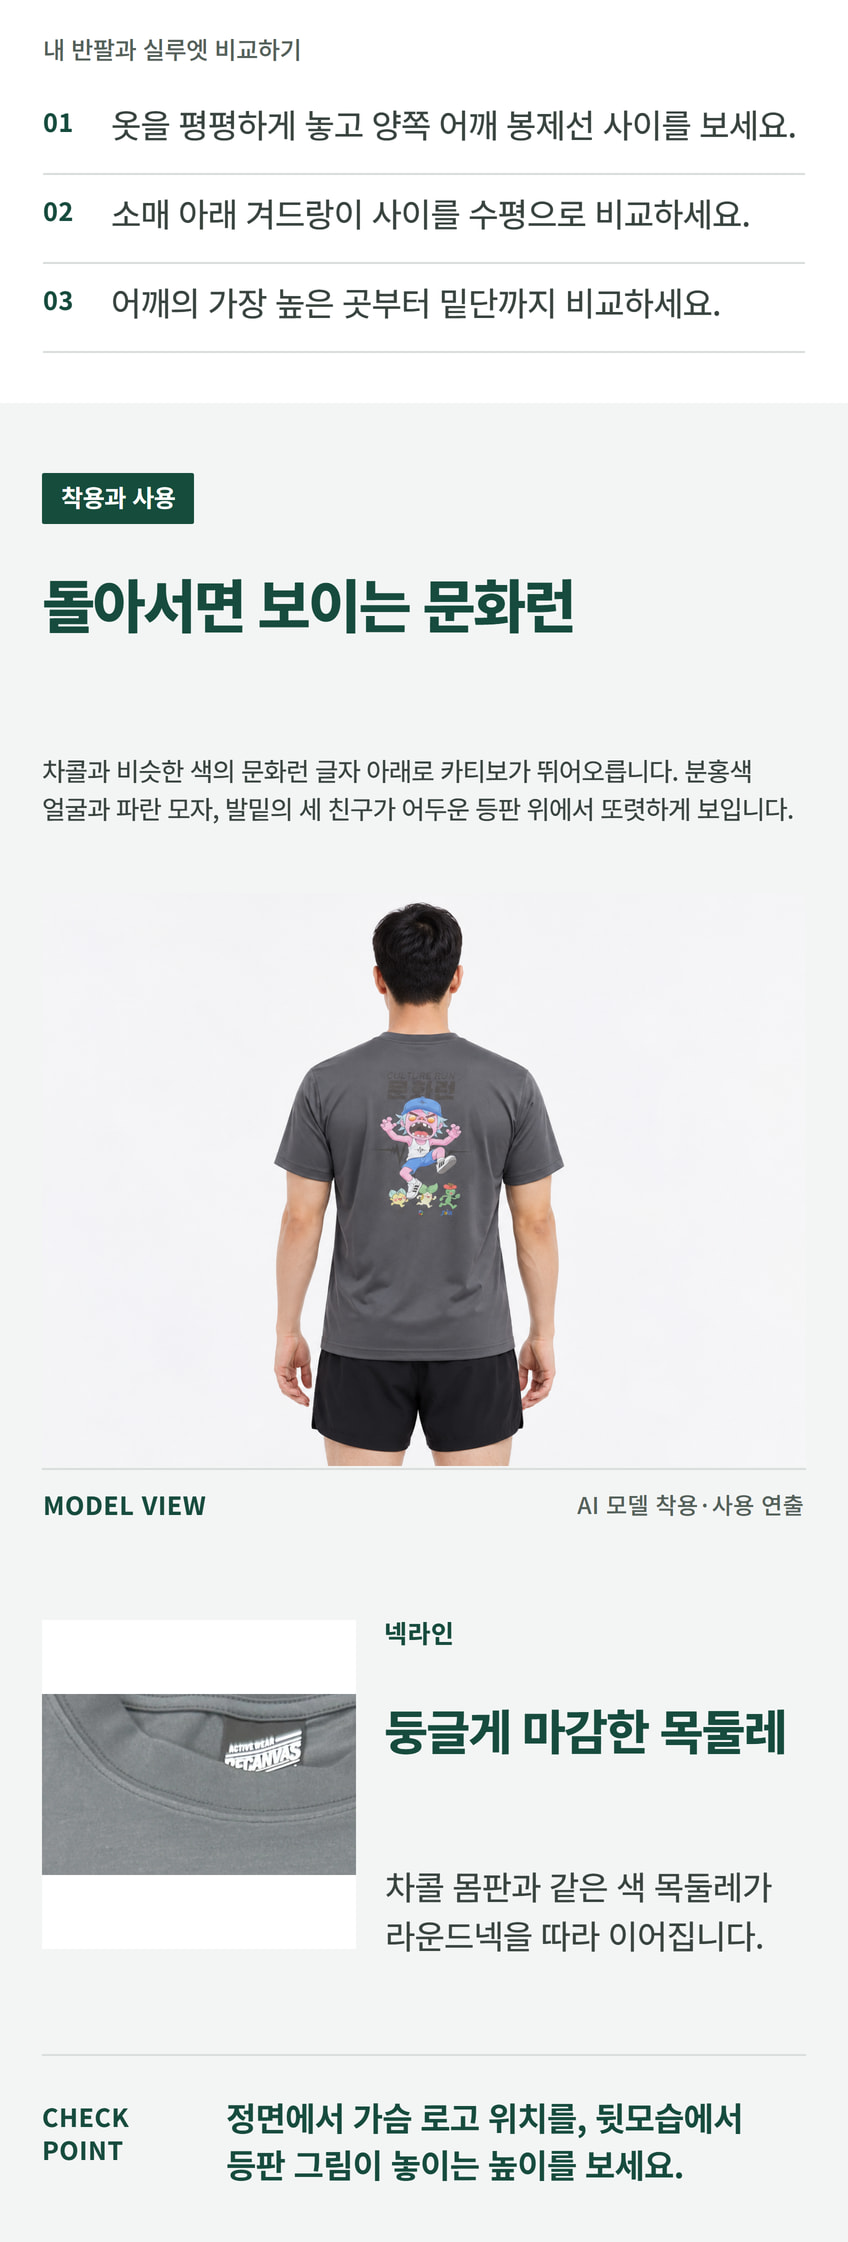 내 반팔과 실루엣 비교하기
01 옷을 평평하게 놓고 양쪽 어깨 봉제선 사이를 보세요.
02 소매 아래 겨드랑이 사이를 수평으로 비교하세요.
03 어깨의 가장 높은 곳부터 밑단까지 비교하세요.
착용과 사용
돌아서면 보이는 문화런
차콜과 비슷한 색의 문화런 글자 아래로 카티보가 뛰어오릅니다. 분홍색
얼굴과 파란 모자, 발밑의 세 친구가 어두운 등판 위에서 또렷하게 보입니다.
CULTURE RUN
문화런
MODEL VIEW
AI 모델 착용·사용 연출
넥라인
ACTIVE WEAR
RECANVAS
둥글게 마감한 목둘레
차콜 몸판과 같은 색 목둘레가
라운드넥을 따라 이어집니다.
CHECK
POINT
정면에서 가슴 로고 위치를, 뒷모습에서
등판 그림이 놓이는 높이를 보세요.